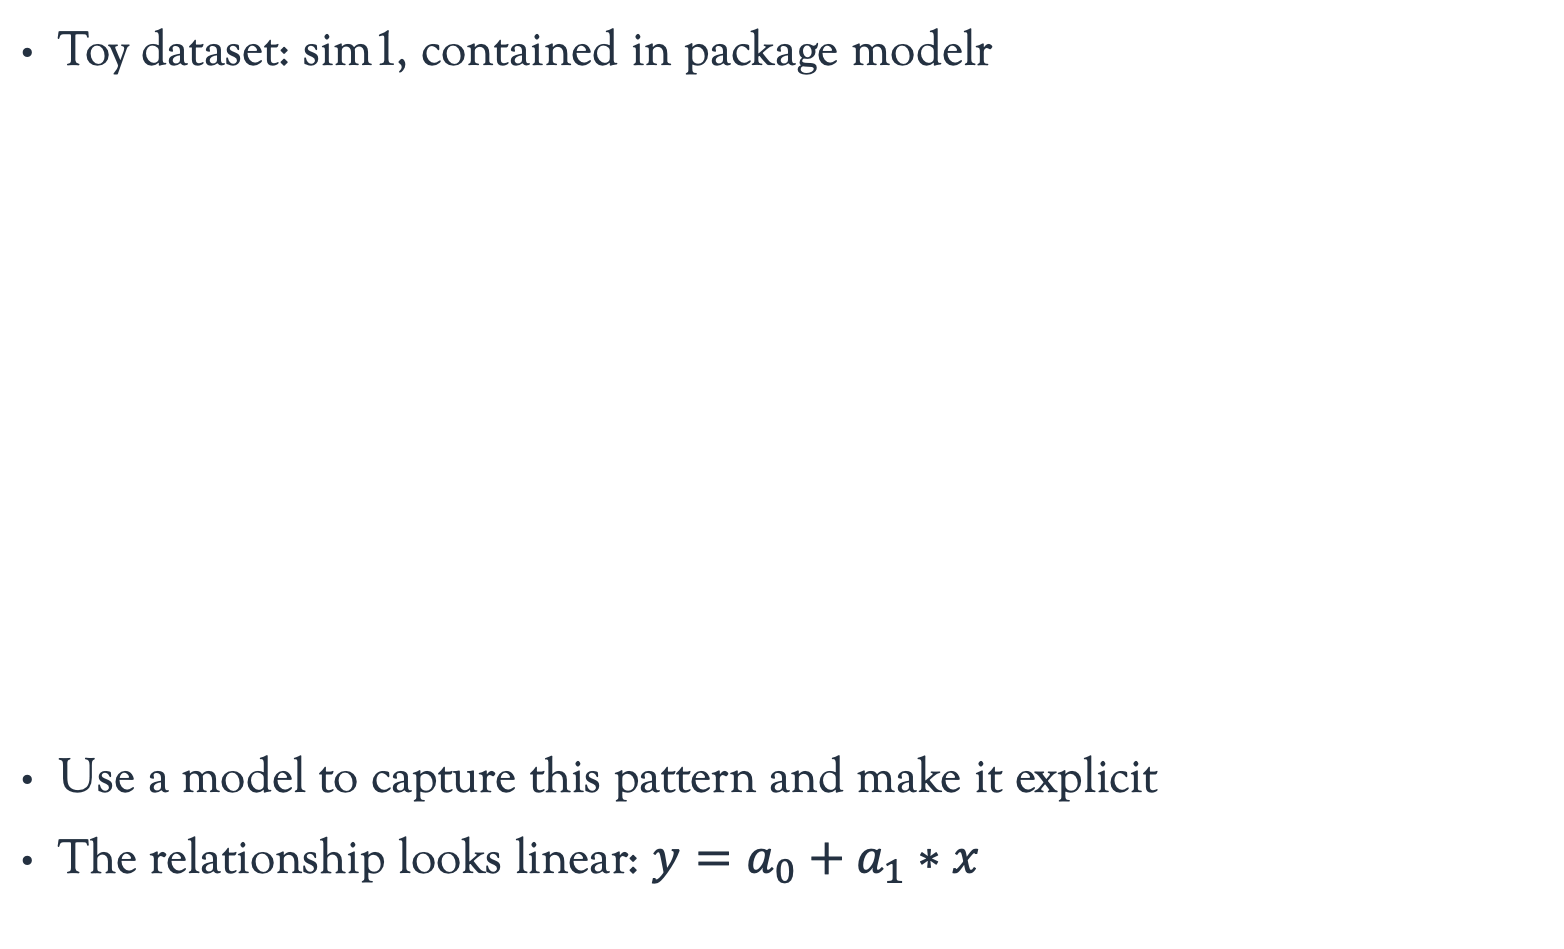 • Toy dataset: sim1, contained in package modelr
• Use a model to capture this pattern and make it explicit
• The relationship looks linear: y = a₀ + a₁ * x